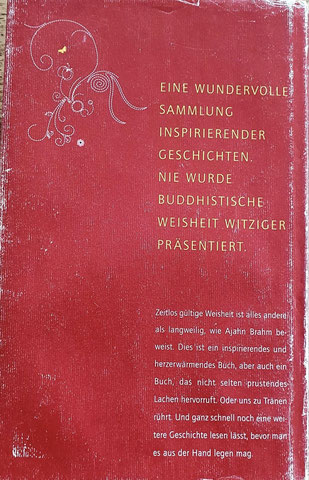 EINE WUNDERVOLLE
SAMMLUNG
INSPIRIERENDER
GESCHICHTEN.
NIE WURDE
BUDDHISTISCHE
WEISHEIT WITZIGER
PRÄSENTIERT.
Zeitlos gültige Weisheit ist alles andere
als langweilig, wie Ajahn Brahm be-
weist. Dies ist ein inspirierendes und
herzerwärmendes Buch, aber auch ein
Buch, das nicht selten prustendes
Lachen hervorruft. Oder uns zu Tränen
rührt. Und ganz schnell noch eine wei-
tere Geschichte lesen lässt, bevor man
es aus der Hand legen mag.